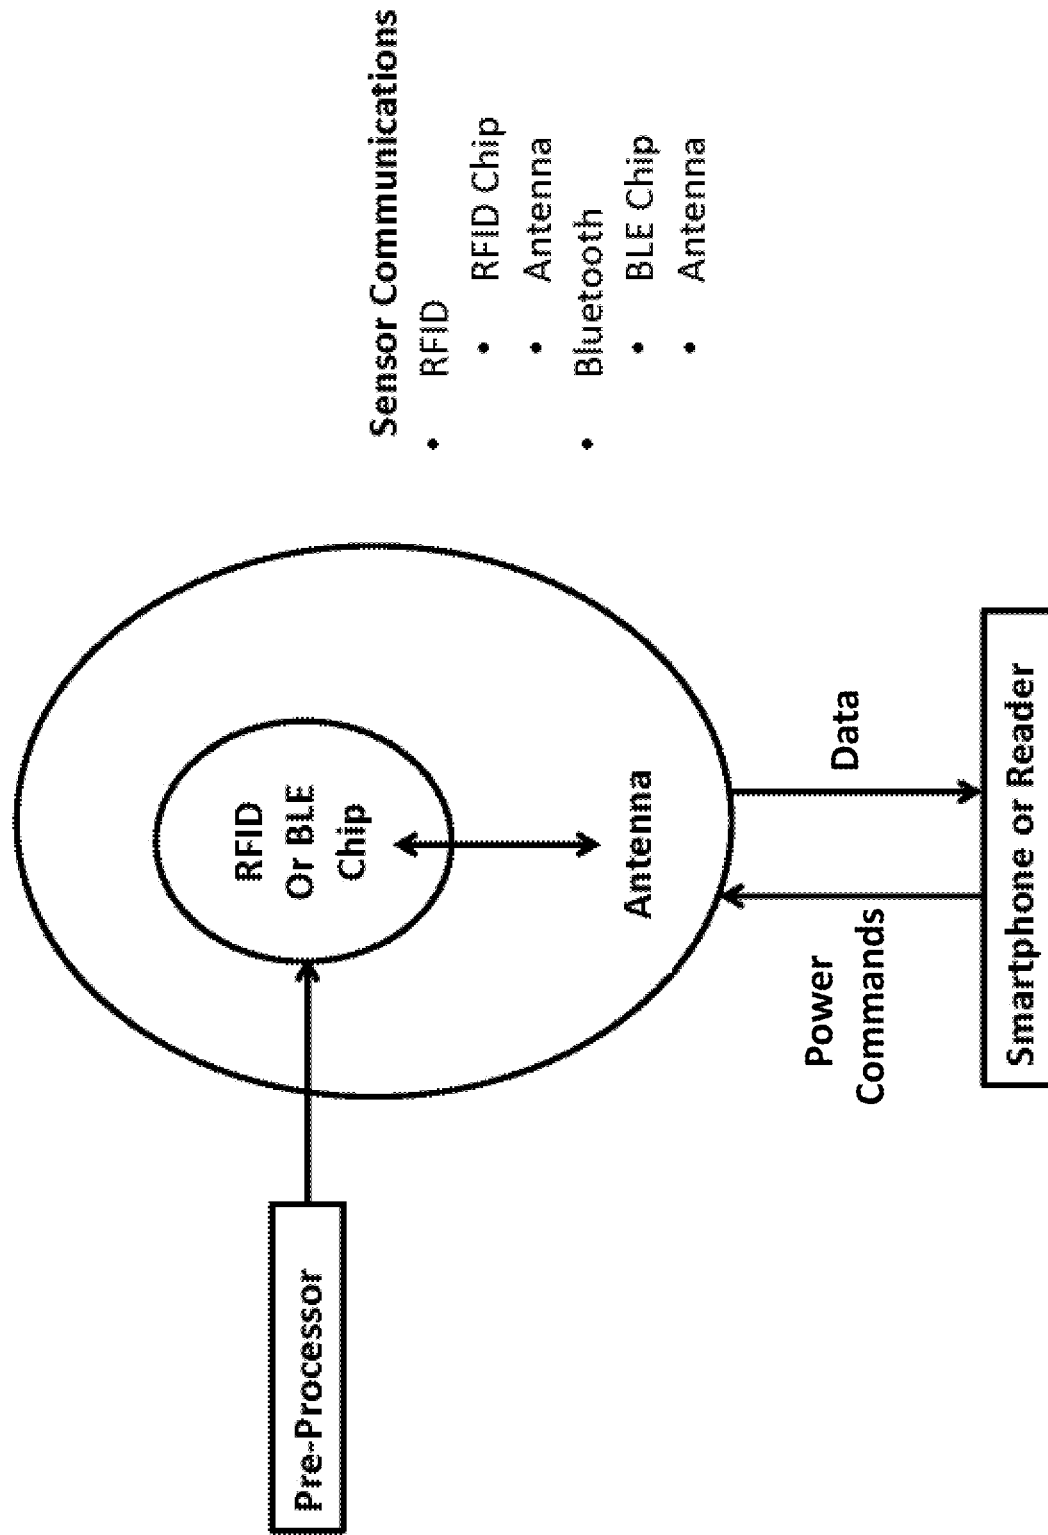 Pre-Processor
RFID
Or BLE
Chip
Antenna
Power
Commands
Data
Smartphone or Reader
Sensor Communications
• RFID
• RFID Chip
• Antenna
• Bluetooth
• BLE Chip
• Antenna